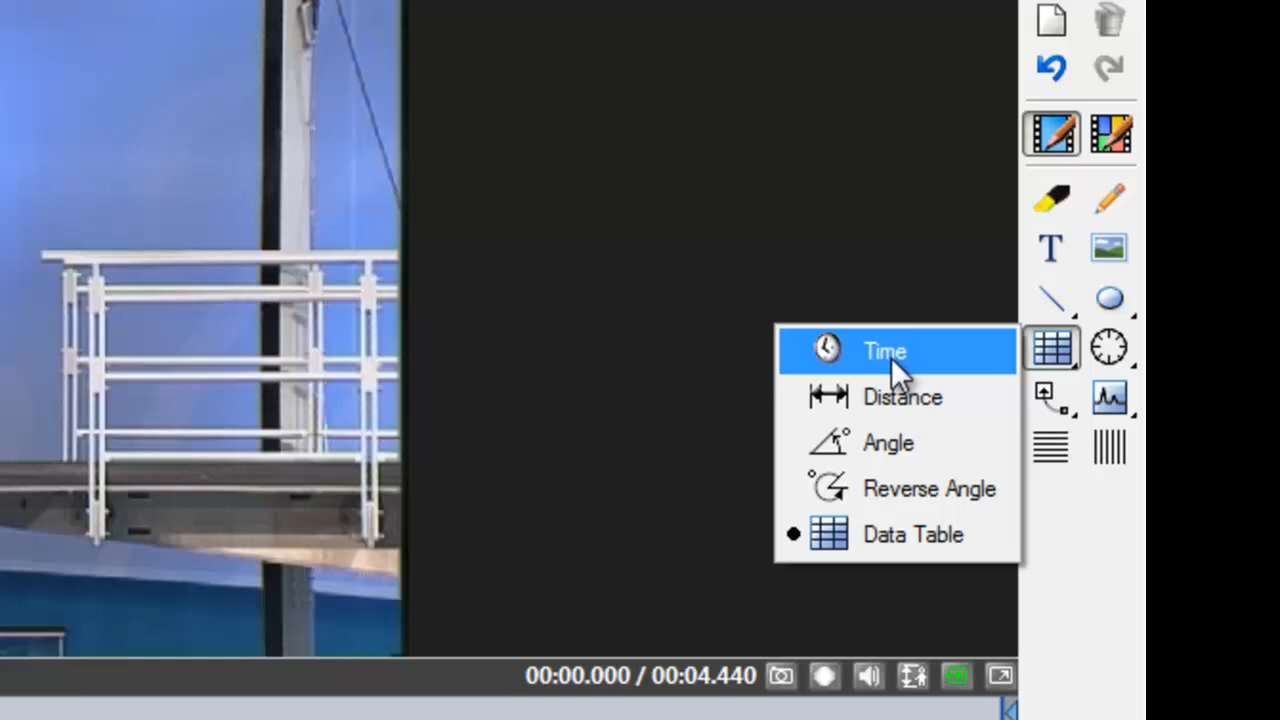 T
Time
Distance
Angle
Reverse Angle
Data Table
00:00.000 / 00:04.440